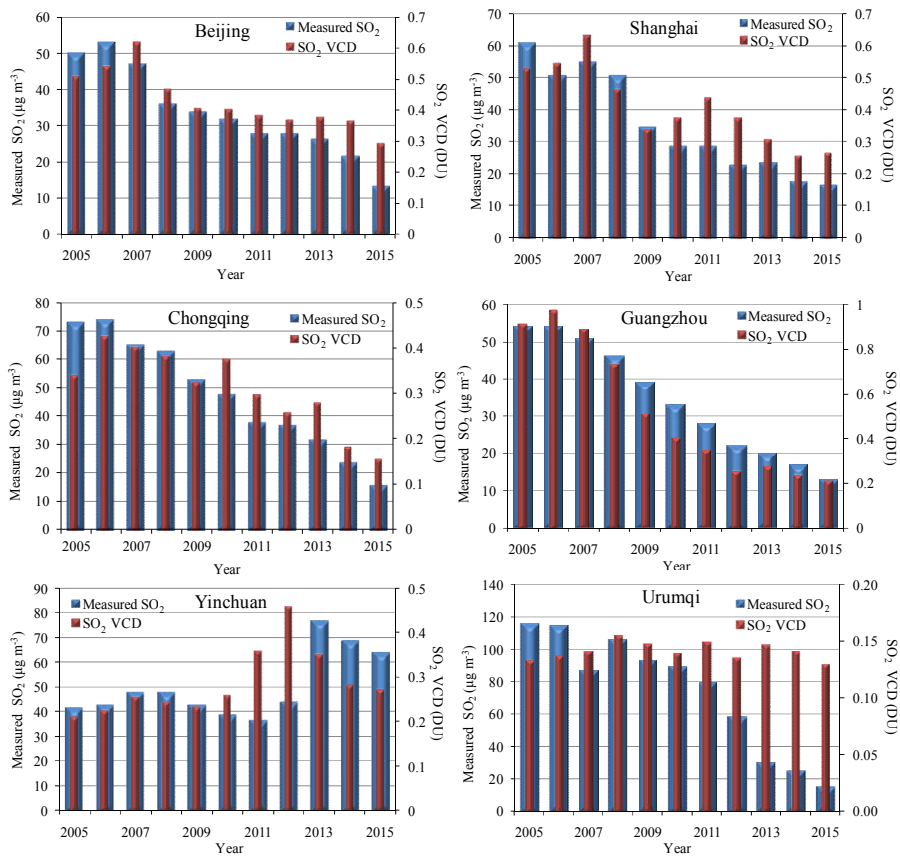 Beijing
Measured SO₂
SO₂ VCD
Measured SO₂ (µg m⁻³)
60
50
40
30
20
10
0
0.7
0.6
0.5
0.4
0.3
0.2
0.1
0
SO₂ VCD (DU)
2005 2007 2009 2011 2013 2015
Year
Shanghai
Measured SO₂
SO₂ VCD
Measured SO₂ (µg m⁻³)
70
60
50
40
30
20
10
0
0.7
0.6
0.5
0.4
0.3
0.2
0.1
0
SO₂ VCD (DU)
2005 2007 2009 2011 2013 2015
Year
Chongqing
Measured SO₂
SO₂ VCD
Measured SO₂ (µg m⁻³)
80
70
60
50
40
30
20
10
0
0.5
0.4
0.3
0.2
0.1
0
SO₂ VCD (DU)
2005 2007 2009 2011 2013 2015
Year
Guangzhou
Measured SO₂
SO₂ VCD
Measured SO₂ (µg m⁻³)
60
50
40
30
20
10
0
1
0.8
0.6
0.4
0.2
0
SO₂ VCD (DU)
2005 2007 2009 2011 2013 2015
Year
Yinchuan
Measured SO₂
SO₂ VCD
Measured SO₂ (µg m⁻³)
90
80
70
60
50
40
30
20
10
0
0.5
0.4
0.3
0.2
0.1
0
SO₂ VCD (DU)
2005 2007 2009 2011 2013 2015
Year
Urumqi
Measured SO₂
SO₂ VCD
Measured SO₂ (µg m⁻³)
140
120
100
80
60
40
20
0
0.20
0.15
0.10
0.05
0.00
SO₂ VCD (DU)
2005 2007 2009 2011 2013 2015
Year